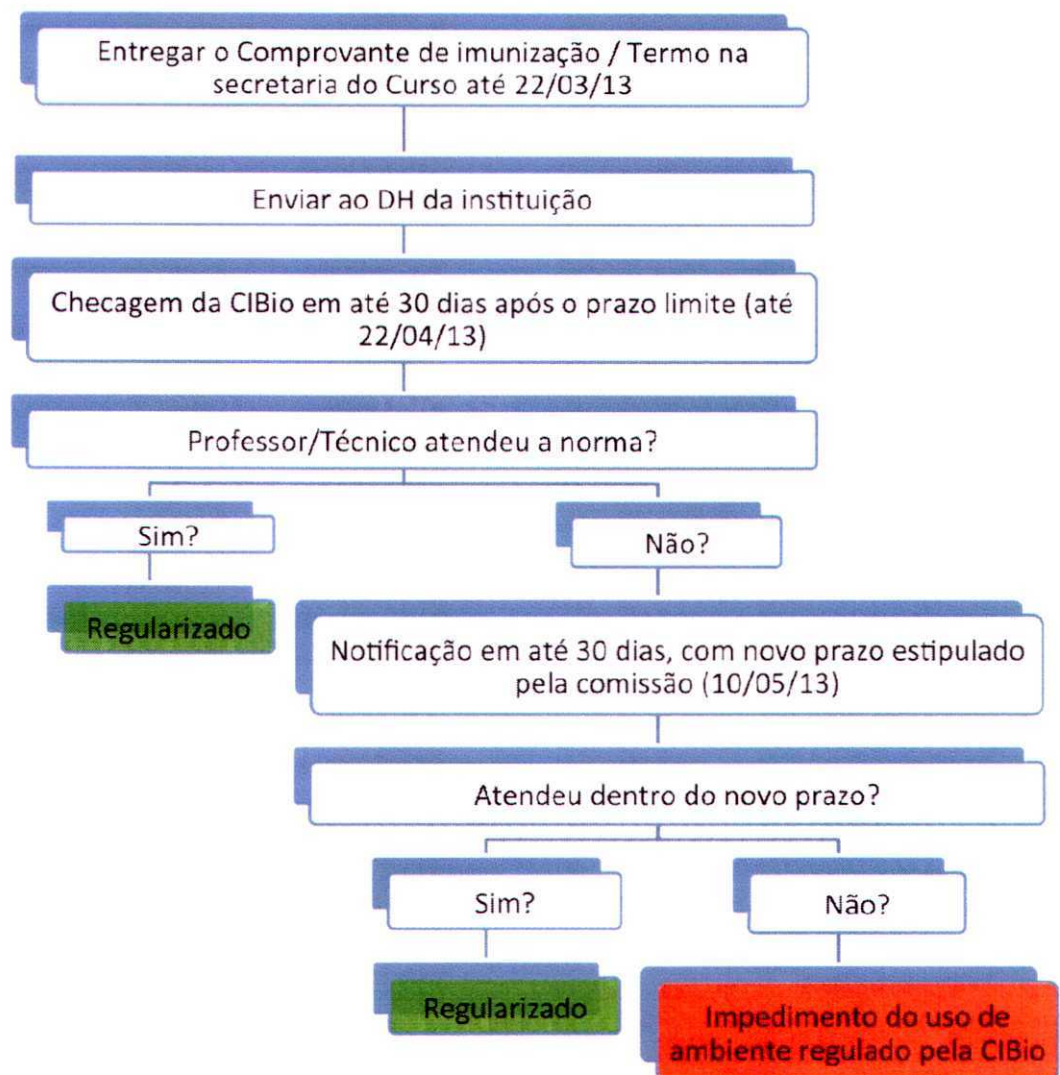 Entregar o Comprovante de imunização / Termo na
secretaria do Curso até 22/03/13
Enviar ao DH da instituição
Checagem da CIBio em até 30 dias após o prazo limite (até
22/04/13)
Professor/Técnico atendeu a norma?
Sim?
Não?
Regularizado
Notificação em até 30 dias, com novo prazo estipulado
pela comissão (10/05/13)
Atendeu dentro do novo prazo?
Sim?
Não?
Regularizado
Impedimento do uso de
ambiente regulado pela CIBio